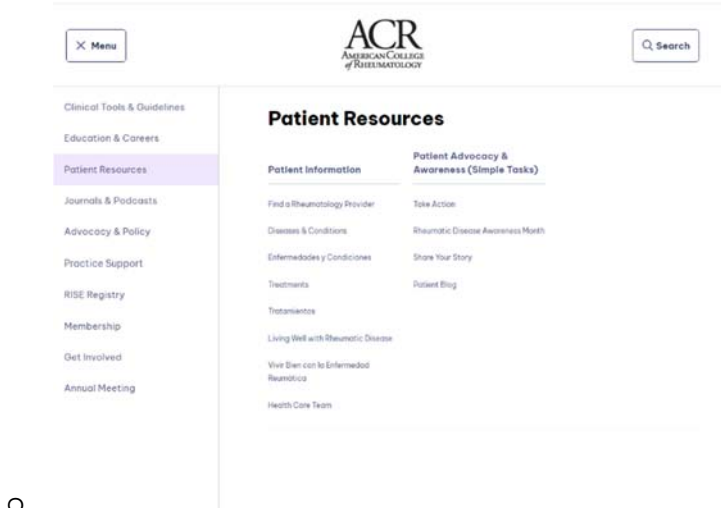 Menu
ACR
AMERICAN COLLEGE
of RHEUMATOLOGY
Search
Clinical Tools & Guidelines
Education & Careers
Patient Resources
Journals & Podcasts
Advocacy & Policy
Practice Support
RISE Registry
Membership
Get Involved
Annual Meeting
Patient Resources
Patient Information
Find a Rheumatology Provider
Diseases & Conditions
Enfermedades y Condiciones
Treatments
Tratamientos
Living Well with Rheumatic Disease
Vivir Bien con la Enfermedad
Reumática
Health Care Team
Patient Advocacy &
Awareness (Simple Tasks)
Take Action
Rheumatic Disease Awareness Month
Share Your Story
Patient Blog